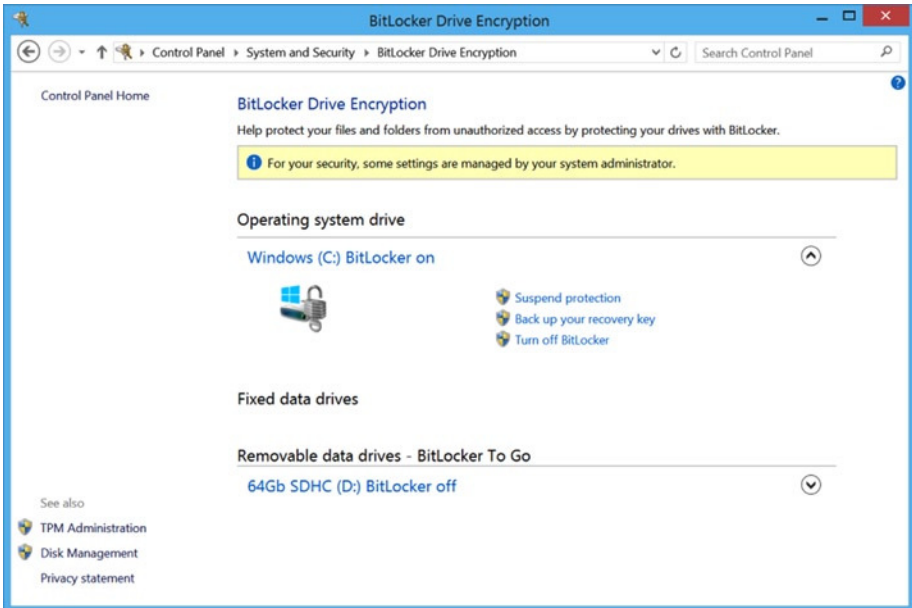 BitLocker Drive Encryption
Control Panel
System and Security
BitLocker Drive Encryption
Search Control Panel
Control Panel Home
BitLocker Drive Encryption
Help protect your files and folders from unauthorized access by protecting your drives with BitLocker.
For your security, some settings are managed by your system administrator.
Operating system drive
Windows (C:) BitLocker on
Suspend protection
Back up your recovery key
Turn off BitLocker
Fixed data drives
Removable data drives - BitLocker To Go
64Gb SDHC (D:) BitLocker off
See also
TPM Administration
Disk Management
Privacy statement